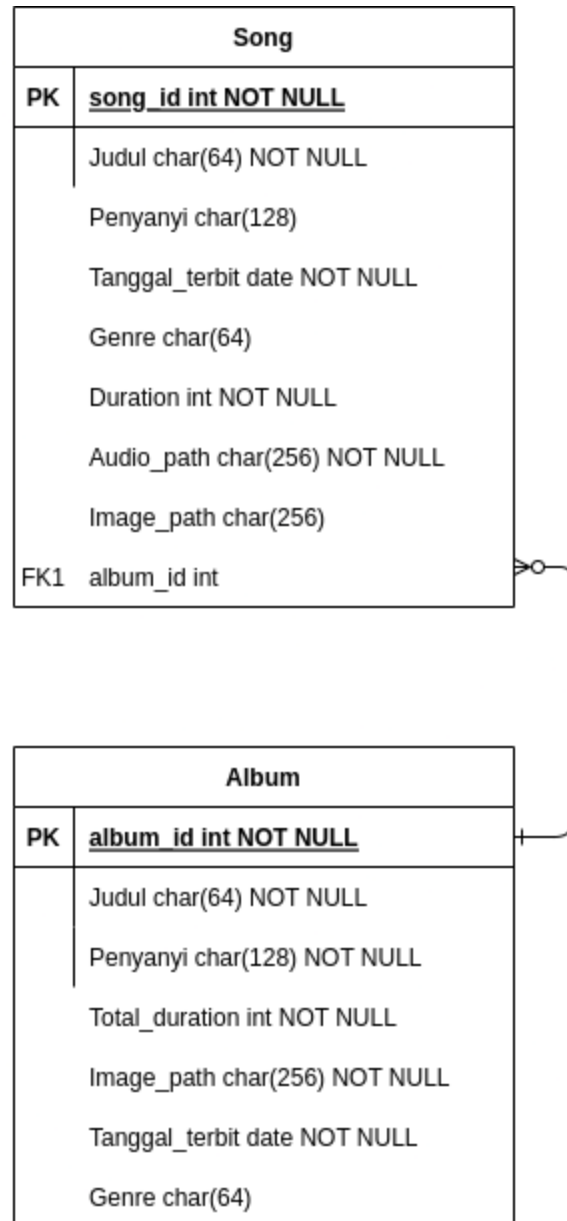 Song
PK song_id int NOT NULL
Judul char(64) NOT NULL
Penyanyi char(128)
Tanggal_terbit date NOT NULL
Genre char(64)
Duration int NOT NULL
Audio_path char(256) NOT NULL
Image_path char(256)
FK1 album_id int
Album
PK album_id int NOT NULL
Judul char(64) NOT NULL
Penyanyi char(128) NOT NULL
Total_duration int NOT NULL
Image_path char(256) NOT NULL
Tanggal_terbit date NOT NULL
Genre char(64)